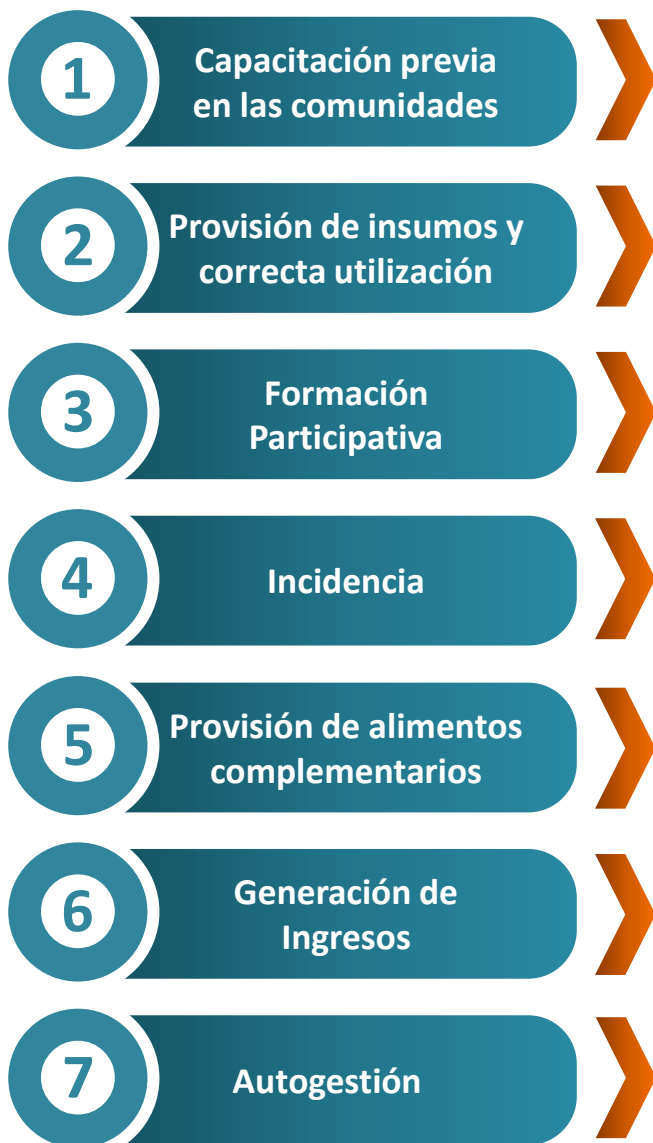 1
Capacitación previa
en las comunidades
2
Provisión de insumos y
correcta utilización
3
Formación
Participativa
4
Incidencia
5
Provisión de alimentos
complementarios
6
Generación de
Ingresos
7
Autogestión